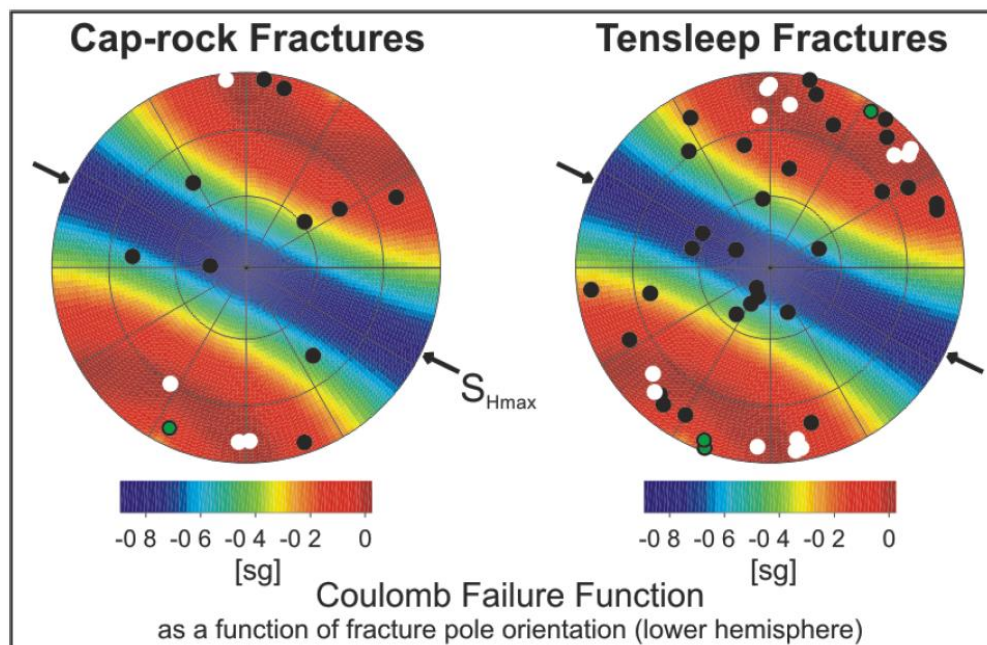 Cap-rock Fractures
Tensleep Fractures
SHmax
-0 8 -0 6 -0 4 -0 2 0
[sg]
-0 8 -0 6 -0 4 -0 2 0
[sg]
Coulomb Failure Function
as a function of fracture pole orientation (lower hemisphere)